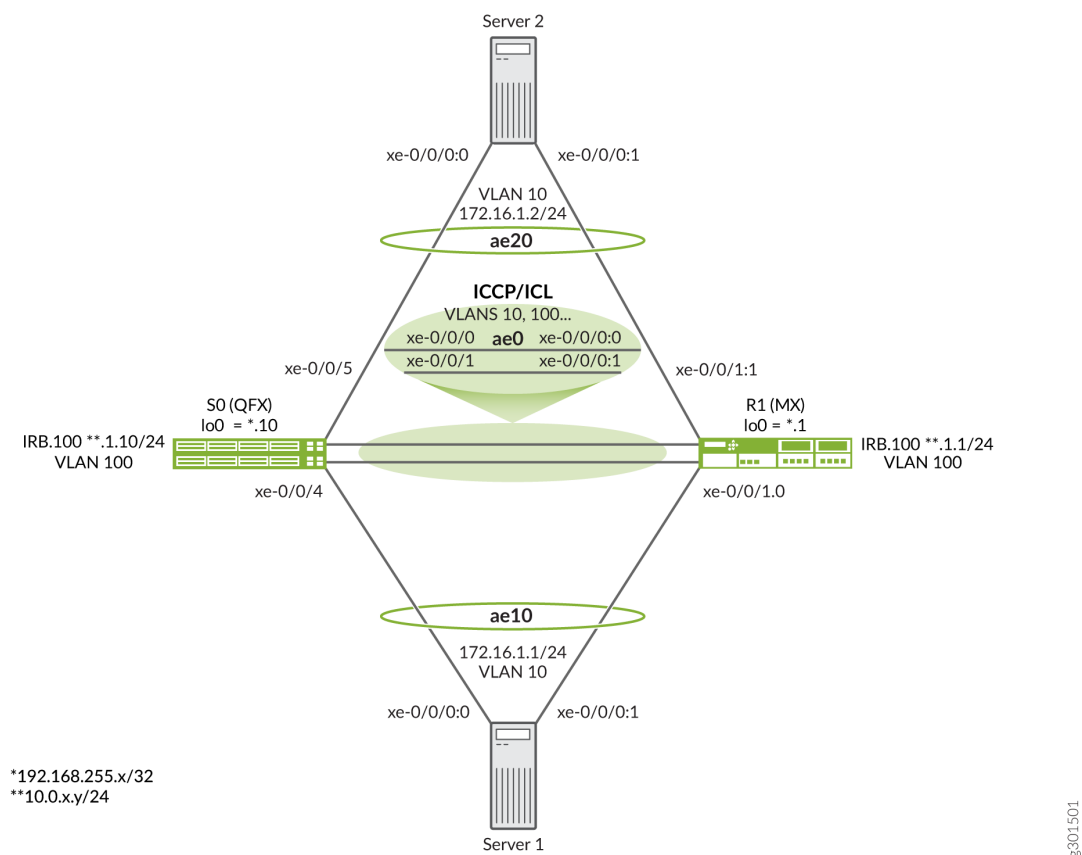 Server 2
xe-0/0/0:0
xe-0/0/0:1
VLAN 10
172.16.1.2/24
ae20
ICCP/ICL
VLANS 10, 100...
xe-0/0/0 ae0 xe-0/0/0:0
xe-0/0/1 xe-0/0/0:1
xe-0/0/5
xe-0/0/1:1
S0 (QFX)
lo0 = *.10
IRB.100 **.1.10/24
VLAN 100
R1 (MX)
lo0 = *.1
IRB.100 **.1.1/24
VLAN 100
xe-0/0/4
xe-0/0/1.0
ae10
172.16.1.1/24
VLAN 10
xe-0/0/0:0
xe-0/0/0:1
Server 1
*192.168.255.x/32
**10.0.x.y/24
g301501